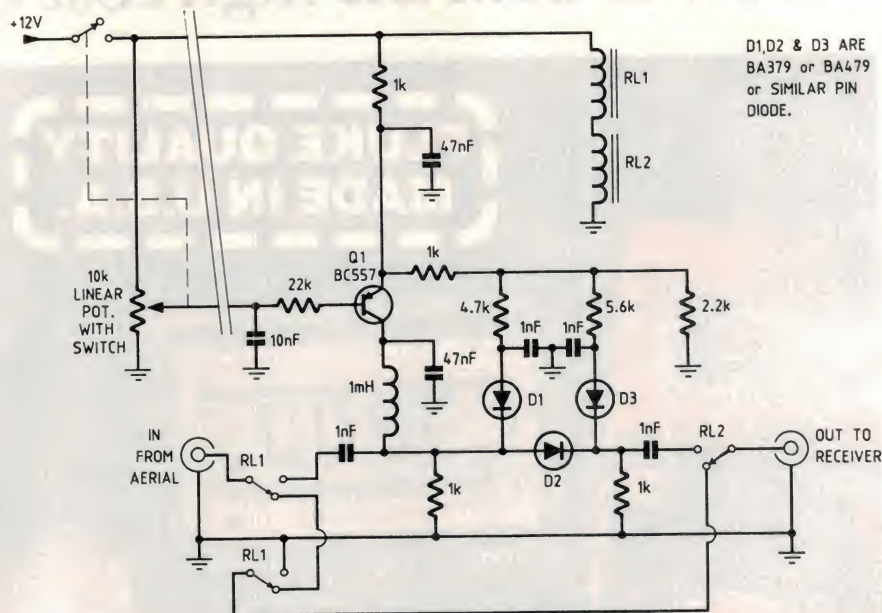 +12V
1k
47nF
RL1
RL2
D1,D2 & D3 ARE
BA379 or BA479
or SIMILAR PIN
DIODE.
Q1
BC557
1k
10k
LINEAR
POT.
WITH
SWITCH
22k
10nF
47nF
4.7k
5.6k
2.2k
1nF
1nF
1mH
D1
D3
IN
FROM
AERIAL
RL1
1nF
1k
D2
1nF
1k
RL2
OUT TO
RECEIVER
RL1